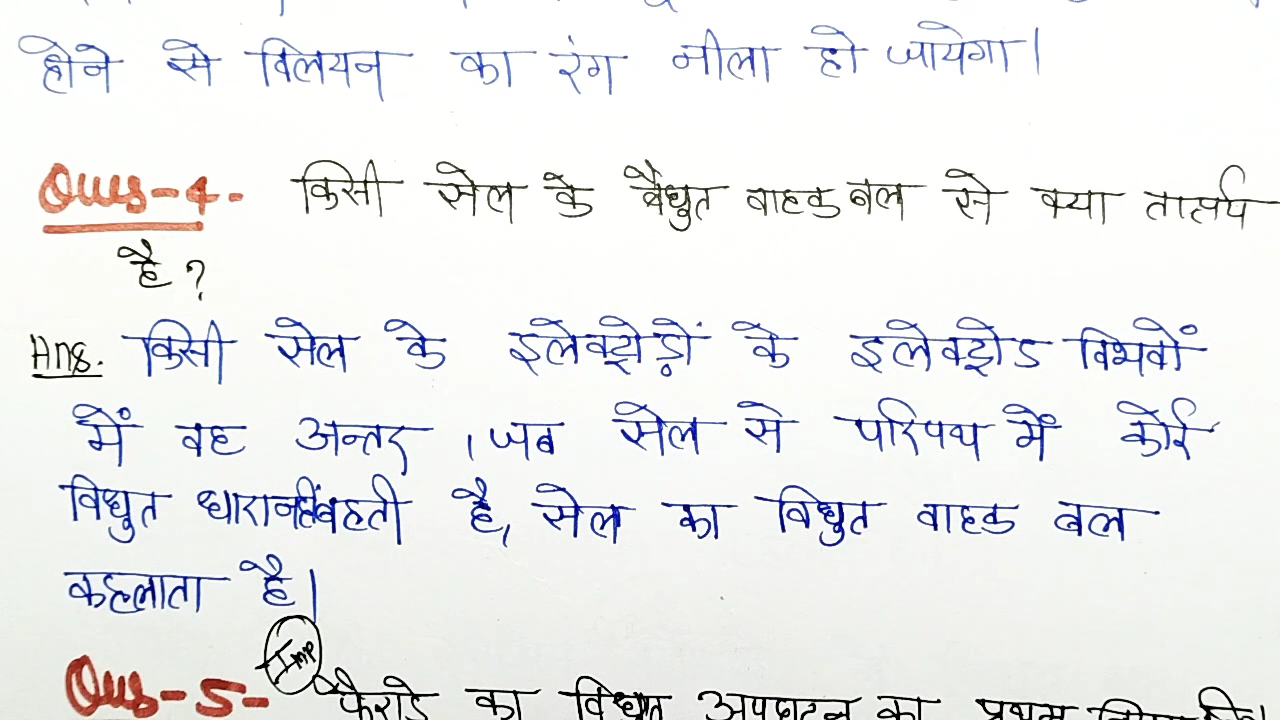 होने से विलयन का रंग नीला हो जायेगा।
Ques-4- किसी सेल के वैधुत वाहक बल से क्या तात्पर्य
है ?
Ans. किसी सेल के इलेक्ट्रोड़ों के इलेक्ट्रोड विभवों
में वह अन्तर , जब सेल से परिपथ में कोई
विधुत धारा नहीं बहती है, सेल का विधुत वाहक बल
कहलाता है।
Imp
Ques-5- फैराडे का विधुत अपघटन का प्रथम